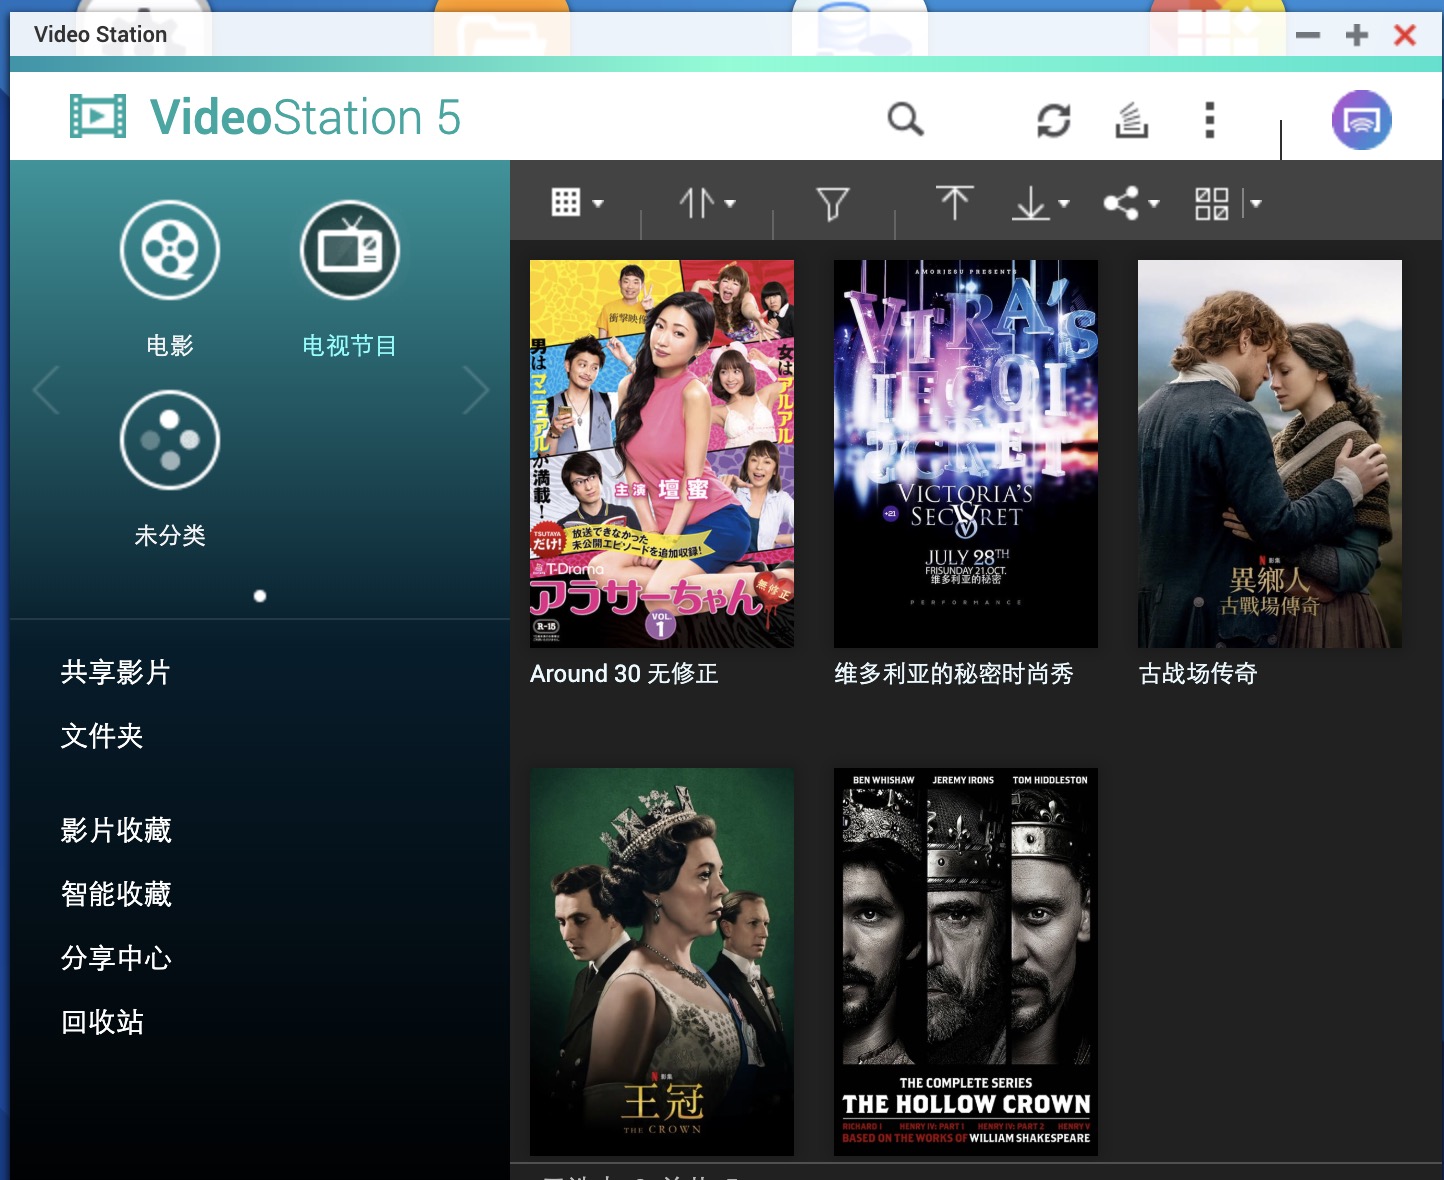 Video Station
VideoStation 5
电影
电视节目
未分类
共享影片
文件夹
影片收藏
智能收藏
分享中心
回收站
衝撃映像
男はマニュアルが満載!
女はアルアル
主演 壇蜜
TSUTAYAだけ!
放送できなかった
未公開エピソードを追加収録!
T-Drama
アラサーちゃん
無修正
VOL.
1
R-15
Around 30 无修正
AMORIESU PRESENTS
VICTORIA'S
SECRET
+21
JULY 28TH
FRISUNDAY 21.OCT.
维多利亚的秘密
PERFORMANCE
维多利亚的秘密时尚秀
N 影集
異鄉人
古戰場傳奇
古战场传奇
N 影集
王冠
THE CROWN
BEN WHISHAW JEREMY IRONS TOM HIDDLESTON
THE COMPLETE SERIES
THE HOLLOW CROWN
RICHARD I HENRY IV: PART 1 HENRY IV: PART 2 HENRY V
BASED ON THE WORKS OF WILLIAM SHAKESPEARE